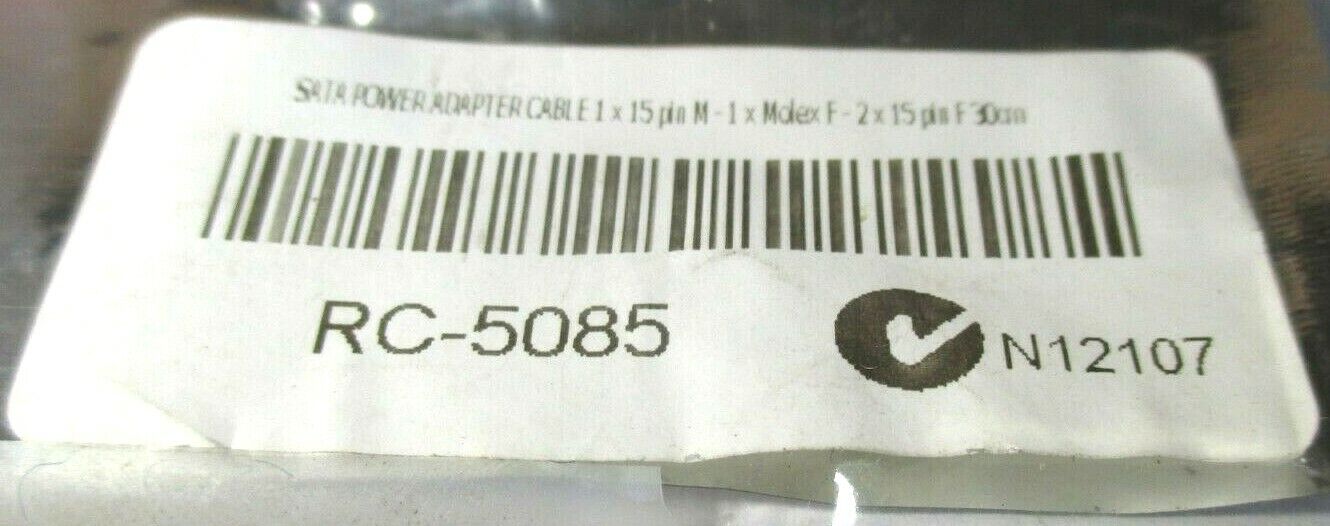 SATA POWER ADAPTER CABLE 1 x 15 pin M - 1 x Molex F - 2 x 15 pin F 30cm
RC-5085
N12107